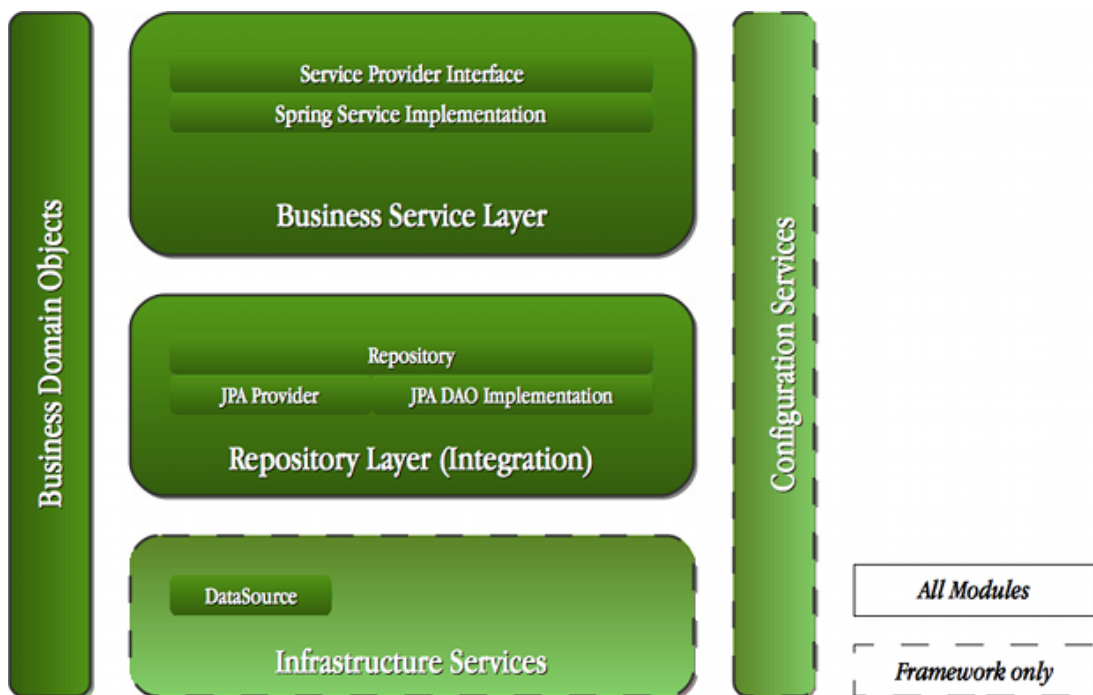 Business Domain Objects
Service Provider Interface
Spring Service Implementation
Business Service Layer
Repository
JPA Provider
JPA DAO Implementation
Repository Layer (Integration)
DataSource
Infrastructure Services
Configuration Services
All Modules
Framework only